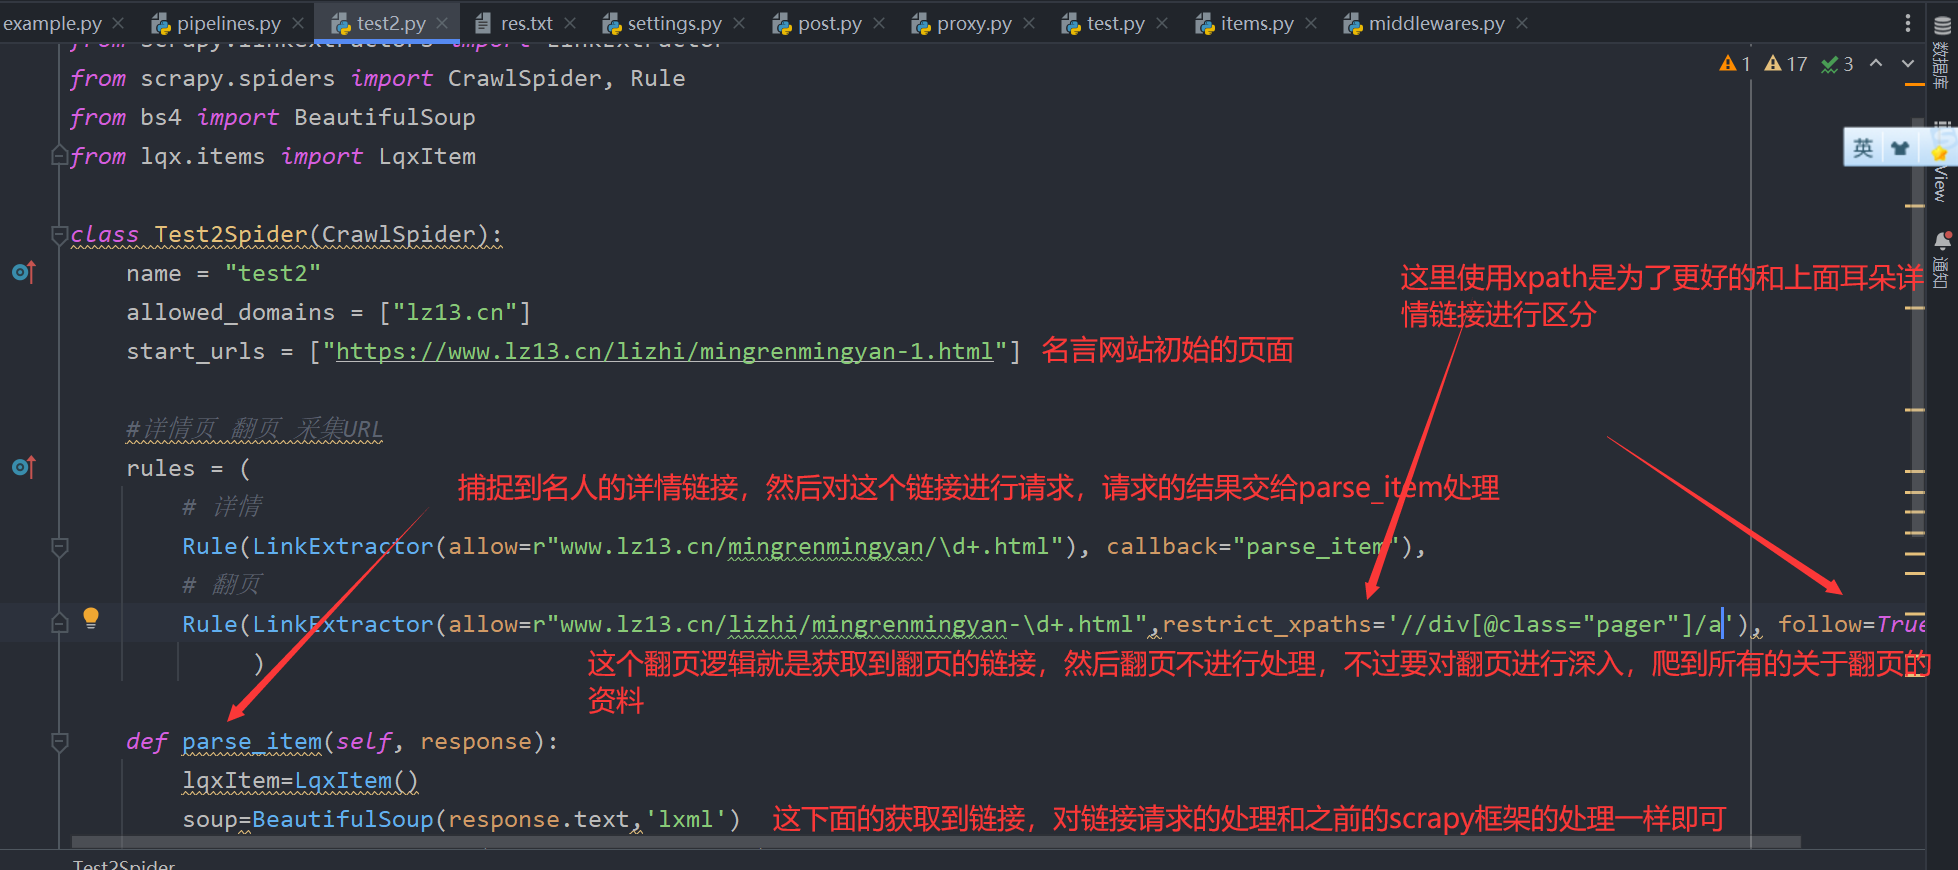 example.py pipelines.py test2.py res.txt settings.py post.py proxy.py test.py items.py middlewares.py
from scrapy.linkextractors import LinkExtractor
from scrapy.spiders import CrawlSpider, Rule
1 17 3
数据库
from bs4 import BeautifulSoup
from lqx.items import LqxItem
英
View
class Test2Spider(CrawlSpider):
name = "test2"
通知
这里使用xpath是为了更好的和上面耳朵详
情链接进行区分
allowed_domains = ["lz13.cn"]
start_urls = ["https://www.lz13.cn/lizhi/mingrenmingyan-1.html"] 名言网站初始的页面
#详情页 翻页 采集URL
rules = (
捕捉到名人的详情链接，然后对这个链接进行请求，请求的结果交给parse_item处理
# 详情
Rule(LinkExtractor(allow=r"www.lz13.cn/mingrenmingyan/\d+.html"), callback="parse_item"),
# 翻页
Rule(LinkExtractor(allow=r"www.lz13.cn/lizhi/mingrenmingyan-\d+.html",restrict_xpaths='//div[@class="pager"]/a'), follow=True
)
这个翻页逻辑就是获取到翻页的链接，然后翻页不进行处理，不过要对翻页进行深入，爬到所有的关于翻页的
资料
def parse_item(self, response):
lqxItem=LqxItem()
soup=BeautifulSoup(response.text,'lxml') 这下面的获取到链接，对链接请求的处理和之前的scrapy框架的处理一样即可
Test2Spider